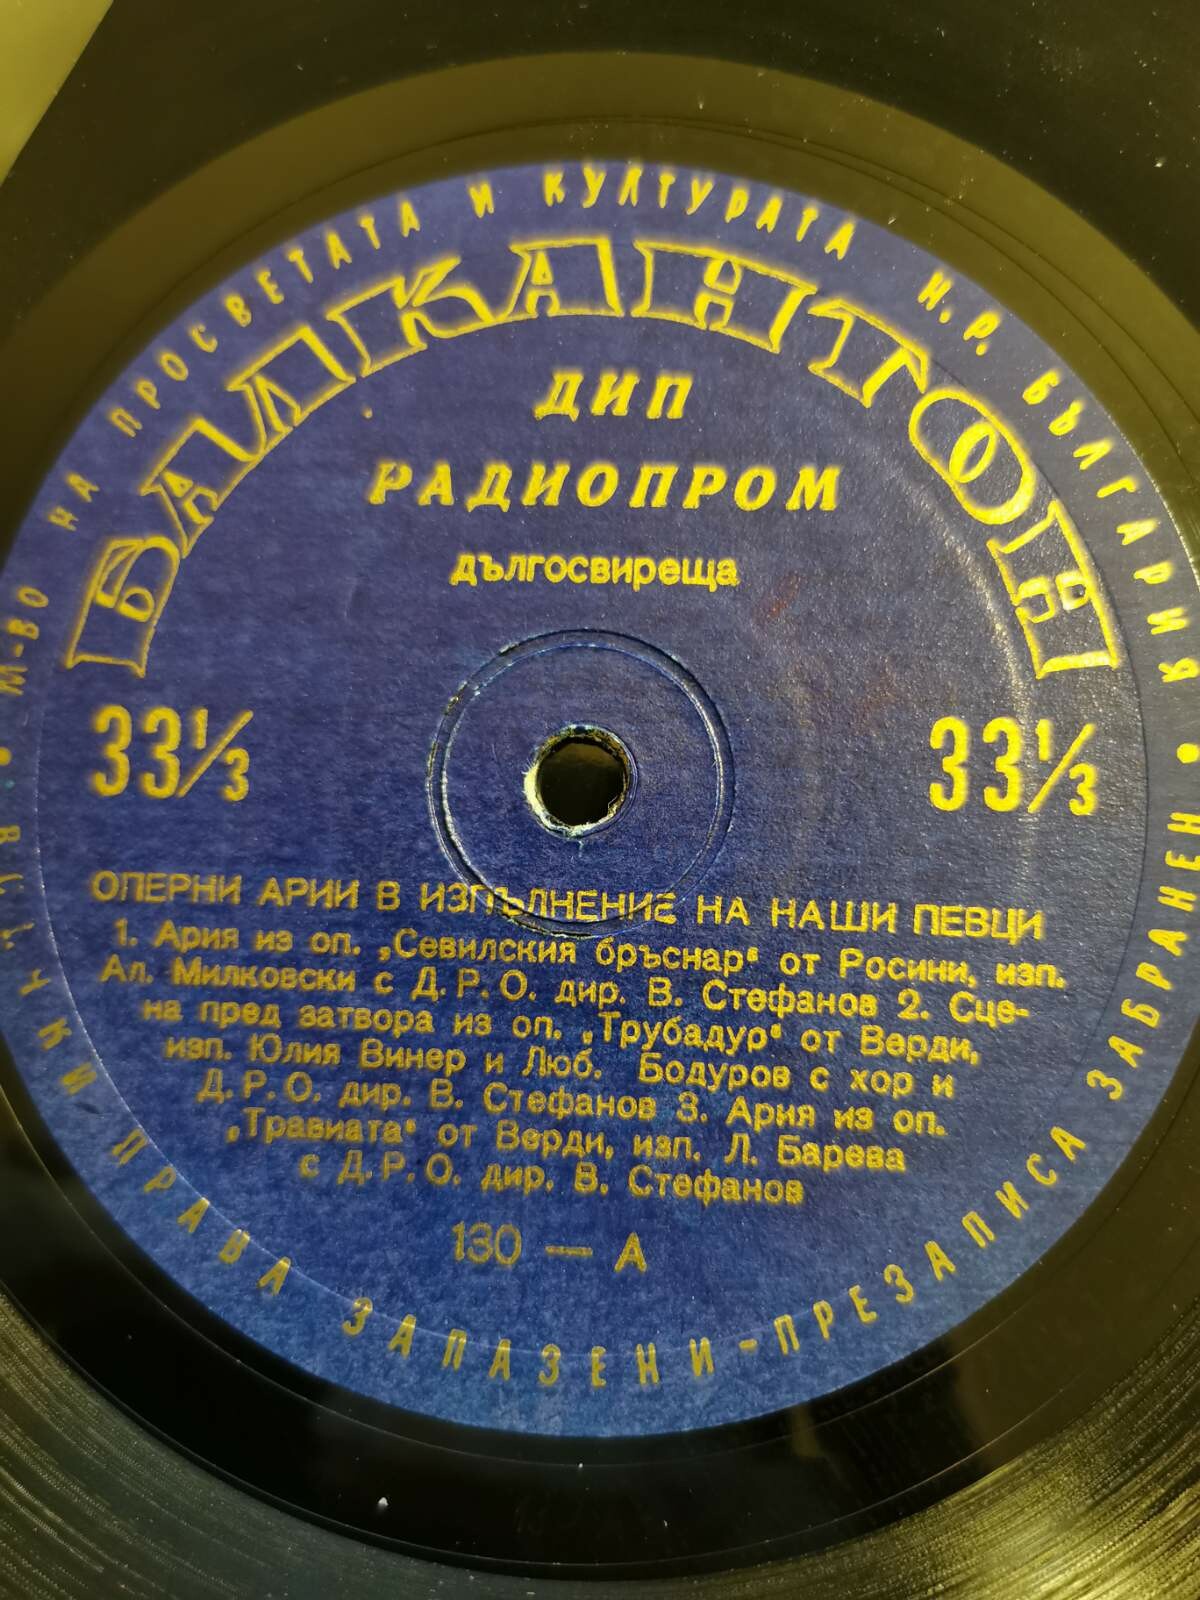 М-ВО НА ПРОСВЕТАТА И КУЛТУРАТА Н.Р. БЪЛГАРИЯ
БАЛКАНТОН
ДИП
РАДИОПРОМ
дългосвиреща
33⅓ 33⅓
ОПЕРНИ АРИИ В ИЗПЪЛНЕНИЕ НА НАШИ ПЕВЦИ
1. Ария из оп. „Севилския бръснар“ от Росини, изп.
Ал. Милковски с Д. Р. О. дир. В. Стефанов 2. Сце-
на пред затвора из оп. „Трубадур“ от Верди,
изп. Юлия Винер и Люб. Бодуров с хор и
Д. Р. О. дир. В. Стефанов 3. Ария из оп.
„Травиата“ от Верди, изп. Л. Барева
с Д. Р. О. дир. В. Стефанов
130 — А
ВСИЧКИ ПРАВА ЗАПАЗЕНИ-ПРЕЗАПИСА ЗАБРАНЕН